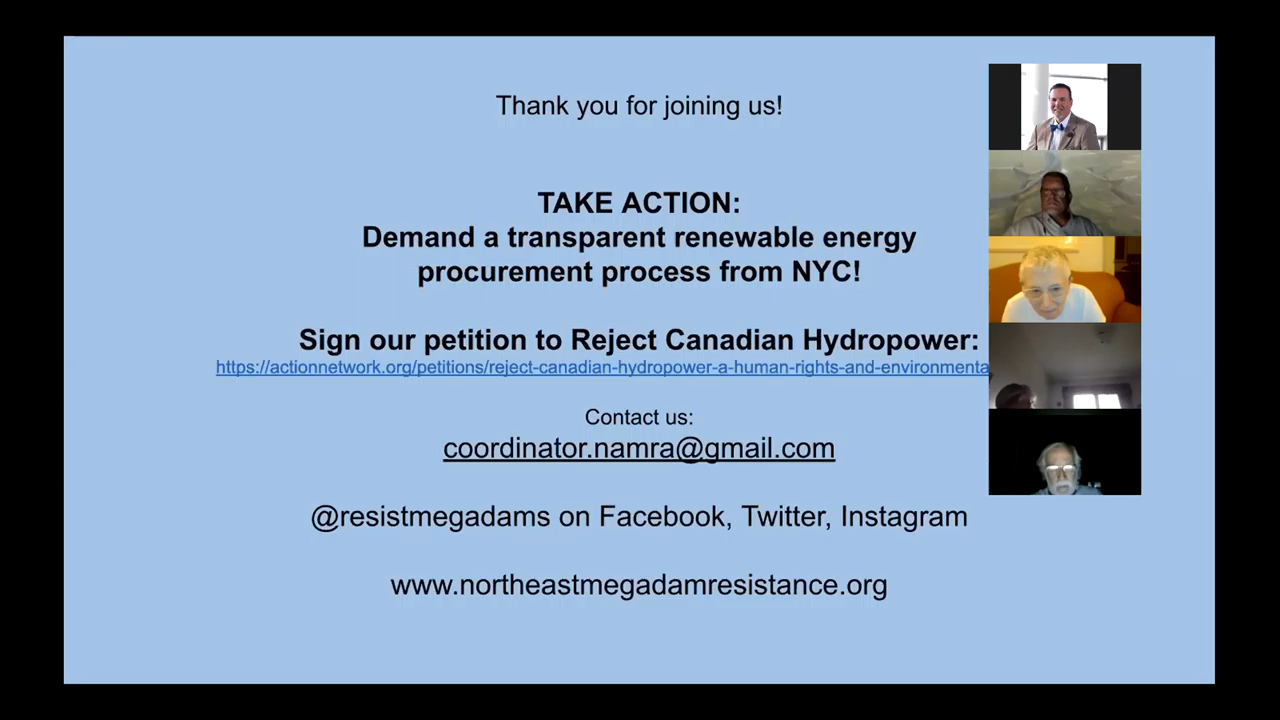 Thank you for joining us!
TAKE ACTION:
Demand a transparent renewable energy
procurement process from NYC!
Sign our petition to Reject Canadian Hydropower:
https://actionnetwork.org/petitions/reject-canadian-hydropower-a-human-rights-and-environmenta
Contact us:
coordinator.namra@gmail.com
@resistmegadams on Facebook, Twitter, Instagram
www.northeastmegadamresistance.org